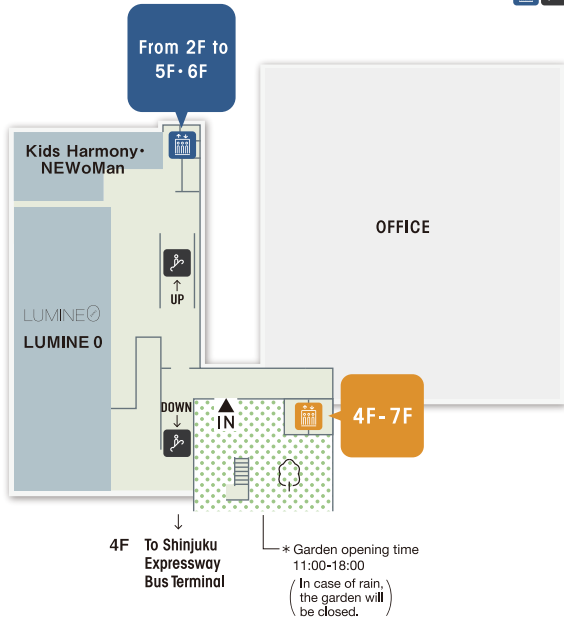 From 2F to
5F・6F
Kids Harmony・
NEWoMan
OFFICE
UP
LUMINE0
LUMINE 0
DOWN
IN
4F-7F
4F To Shinjuku
Expressway
Bus Terminal
* Garden opening time
11:00-18:00
(In case of rain,
the garden will
be closed.)